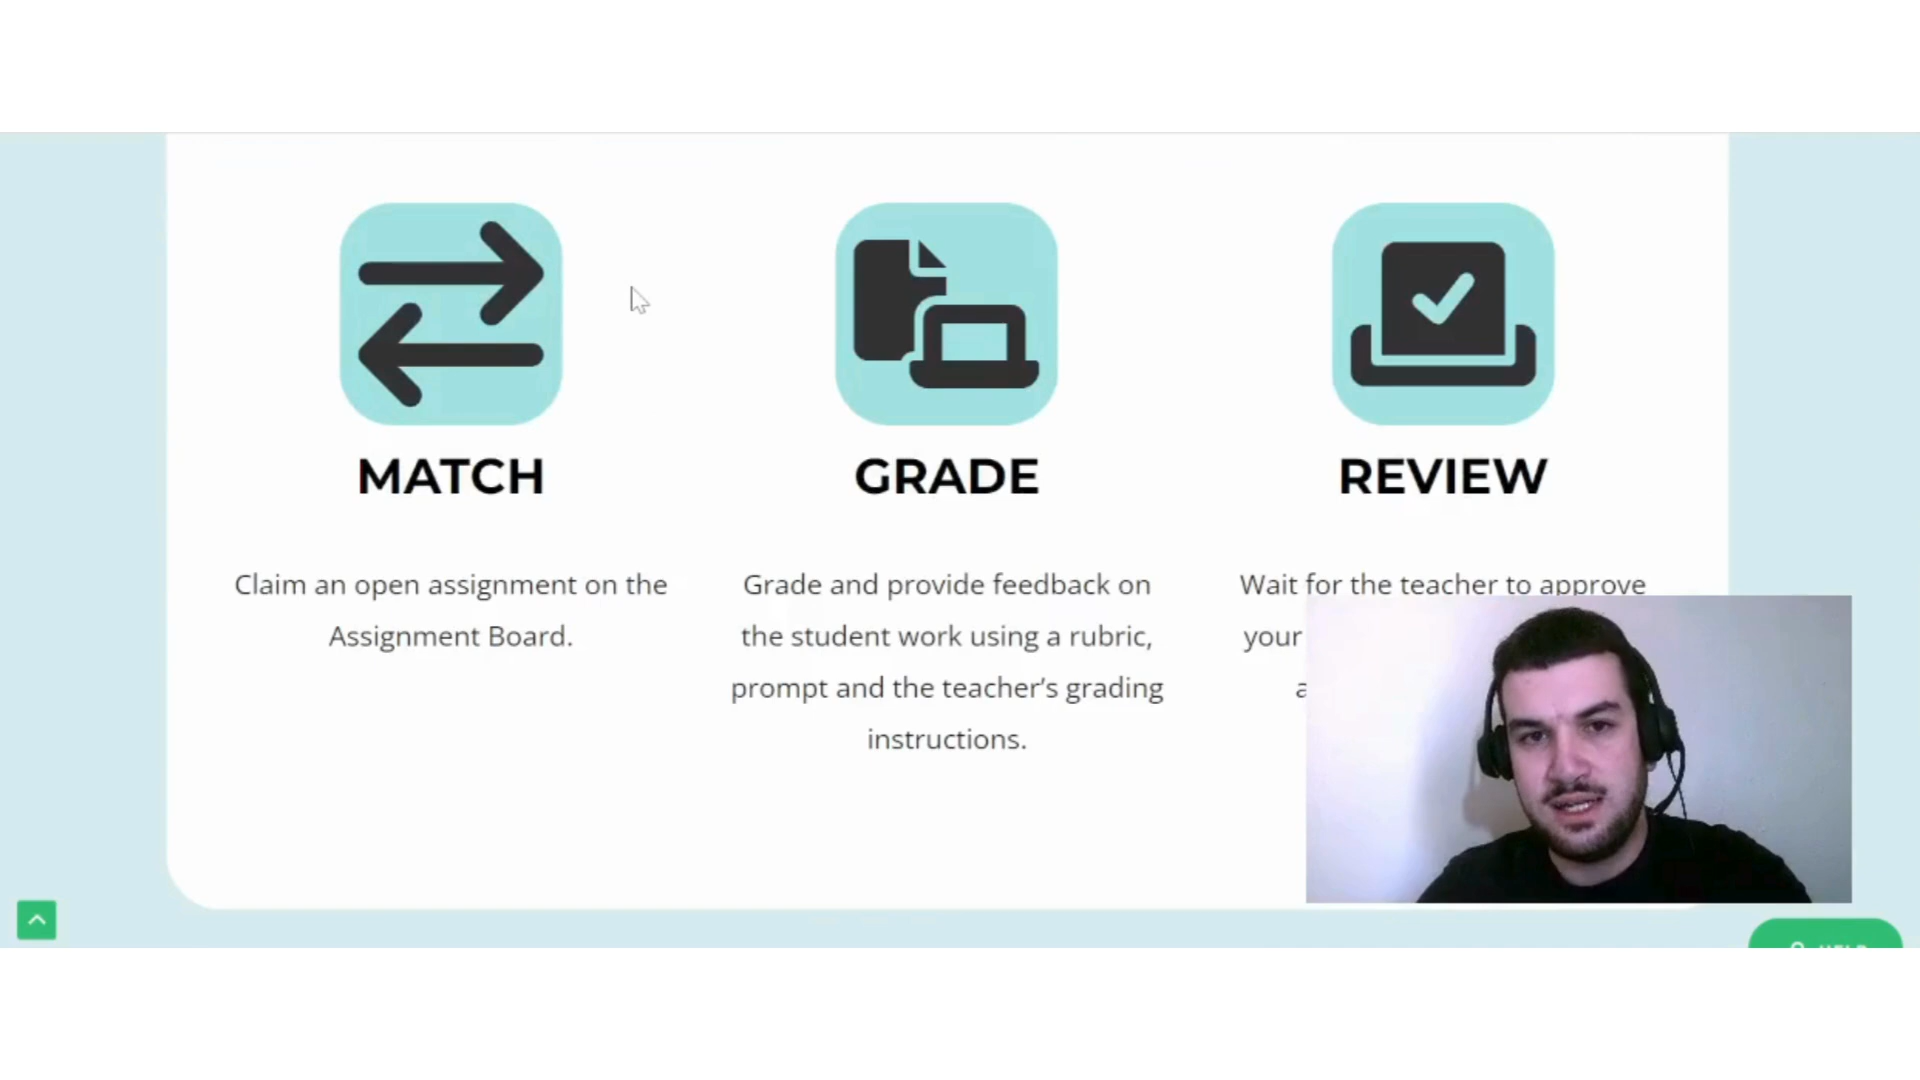 MATCH
Claim an open assignment on the
Assignment Board.
GRADE
Grade and provide feedback on
the student work using a rubric,
prompt and the teacher’s grading
instructions.
REVIEW
Wait for the teacher to approve
your